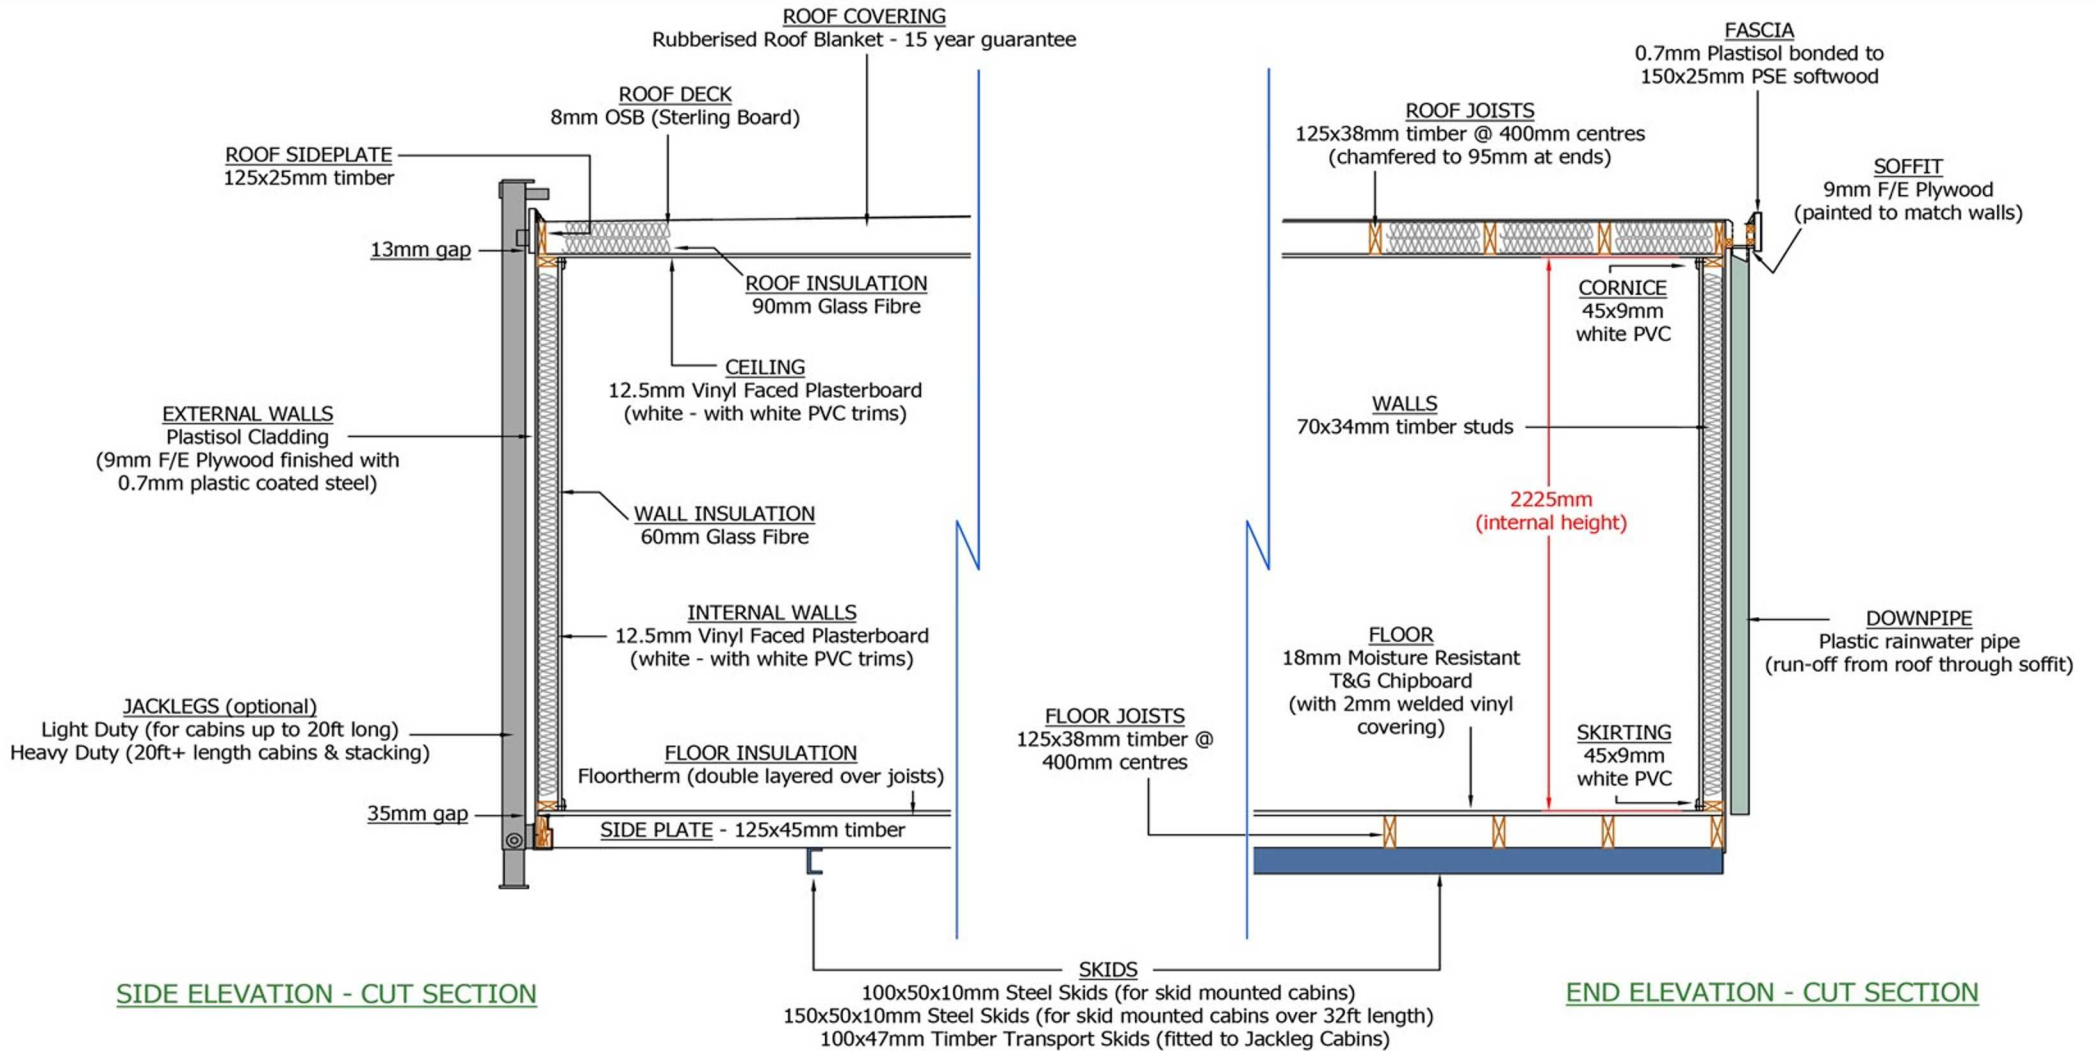 ROOF COVERING
Rubberised Roof Blanket - 15 year guarantee
FASCIA
0.7mm Plastisol bonded to
150x25mm PSE softwood
ROOF DECK
8mm OSB (Sterling Board)
ROOF JOISTS
125x38mm timber @ 400mm centres
(chamfered to 95mm at ends)
ROOF SIDEPLATE
125x25mm timber
SOFFIT
9mm F/E Plywood
(painted to match walls)
13mm gap
ROOF INSULATION
90mm Glass Fibre
CORNICE
45x9mm
white PVC
CEILING
12.5mm Vinyl Faced Plasterboard
(white - with white PVC trims)
EXTERNAL WALLS
Plastisol Cladding
(9mm F/E Plywood finished with
0.7mm plastic coated steel)
WALLS
70x34mm timber studs
WALL INSULATION
60mm Glass Fibre
2225mm
(internal height)
INTERNAL WALLS
12.5mm Vinyl Faced Plasterboard
(white - with white PVC trims)
FLOOR
18mm Moisture Resistant
T&G Chipboard
(with 2mm welded vinyl
covering)
DOWNPIPE
Plastic rainwater pipe
(run-off from roof through soffit)
JACKLEGS (optional)
Light Duty (for cabins up to 20ft long)
Heavy Duty (20ft+ length cabins & stacking)
FLOOR INSULATION
Floortherm (double layered over joists)
FLOOR JOISTS
125x38mm timber @
400mm centres
SKIRTING
45x9mm
white PVC
35mm gap
SIDE PLATE - 125x45mm timber
SKIDS
100x50x10mm Steel Skids (for skid mounted cabins)
150x50x10mm Steel Skids (for skid mounted cabins over 32ft length)
100x47mm Timber Transport Skids (fitted to Jackleg Cabins)
SIDE ELEVATION - CUT SECTION
END ELEVATION - CUT SECTION